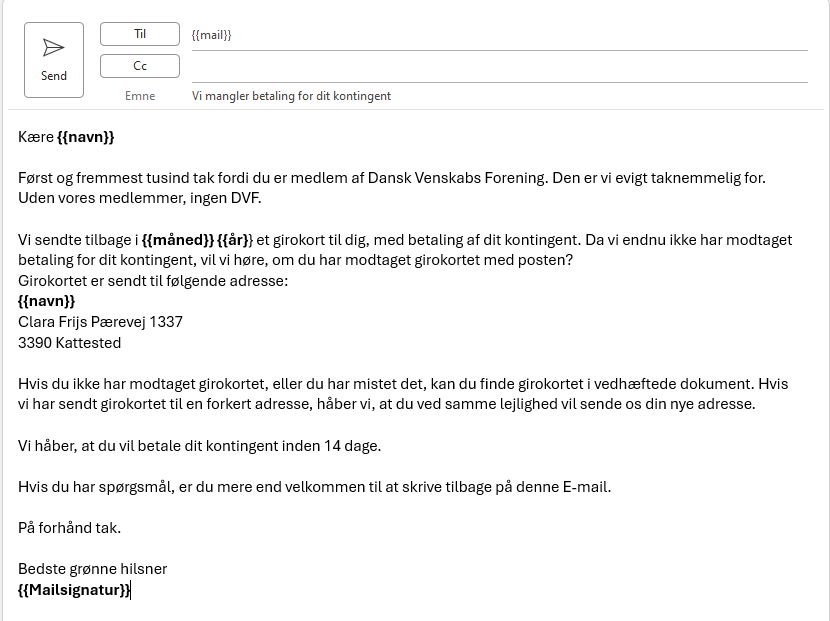 Til
{{mail}}
Send
Cc
Emne
Vi mangler betaling for dit kontingent
Kære {{navn}}
Først og fremmest tusind tak fordi du er medlem af Dansk Venskabs Forening. Den er vi evigt taknemmelig for.
Uden vores medlemmer, ingen DVF.
Vi sendte tilbage i {{måned}} {{år}} et girokort til dig, med betaling af dit kontingent. Da vi endnu ikke har modtaget
betaling for dit kontingent, vil vi høre, om du har modtaget girokortet med posten?
Girokortet er sendt til følgende adresse:
{{navn}}
Clara Frijs Pærevej 1337
3390 Kattested
Hvis du ikke har modtaget girokortet, eller du har mistet det, kan du finde girokortet i vedhæftede dokument. Hvis
vi har sendt girokortet til en forkert adresse, håber vi, at du ved samme lejlighed vil sende os din nye adresse.
Vi håber, at du vil betale dit kontingent inden 14 dage.
Hvis du har spørgsmål, er du mere end velkommen til at skrive tilbage på denne E-mail.
På forhånd tak.
Bedste grønne hilsner
{{Mailsignatur}}